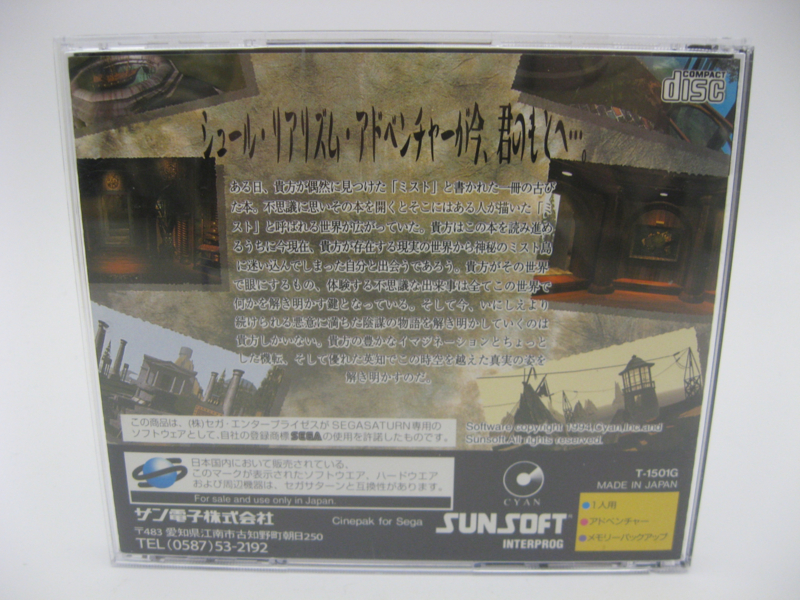 COMPACT
disc
シュール・リアリズム・アドベンチャーが今、君のもとへ…。
ある日、貴方が偶然に見つけた「ミスト」と書かれた一冊の古び
た本。不思議に思いその本を開くとそこにはある人が描いた「ミ
スト」と呼ばれる世界が広がっていた。貴方はこの本を読み進め
るうちに今現在、貴方が存在する現実の世界から神秘のミスト島
に迷い込んでしまった自分と出会うであろう。貴方がその世界
で眼にするもの、体験する不思議な出来事は全てこの世界で
何かを解き明かす鍵となっている。そして今、いにしえより
続けられる悪意に満ちた陰謀の物語を解き明かしていくのは
貴方しかいない。貴方の豊かなイマジネーションとちょっと
した機転、そして優れた英知でこの時空を越えた真実の姿を
解き明かすのだ。
この商品は、(株)セガ・エンタープライゼスが SEGASATURN 専用の
ソフトウェアとして、自社の登録商標 SEGA の使用を許諾したものです。
Software copyright 1994,Cyan,Inc.and
Sunsoft.All rights reserved.
日本国内において販売されている、
このマークが表示されたソフトウエア、ハードウエア
および周辺機器は、セガサターンと互換性があります。
For sale and use only in Japan.
CYAN
T-1501G
MADE IN JAPAN
サン電子株式会社
〒483 愛知県江南市古知野町朝日250
TEL(0587)53-2192
Cinepak for Sega
SUNSOFT
INTERPROG
1人用
アドベンチャー
メモリーバックアップ